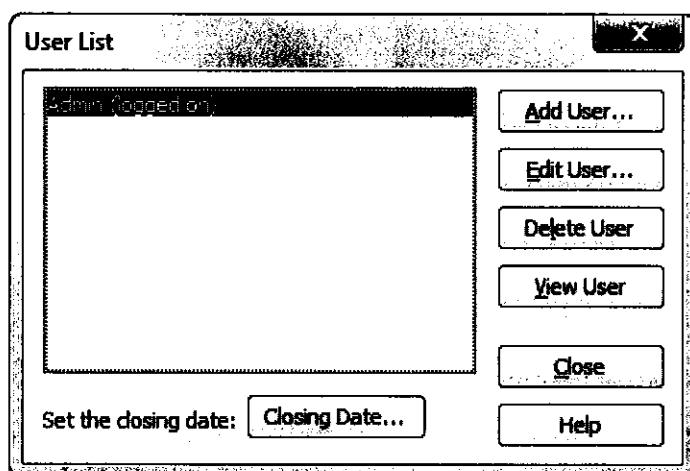 User List
X
Admin (logged on)
Add User...
Edit User...
Delete User
View User
Close
Set the closing date:
Closing Date...
Help